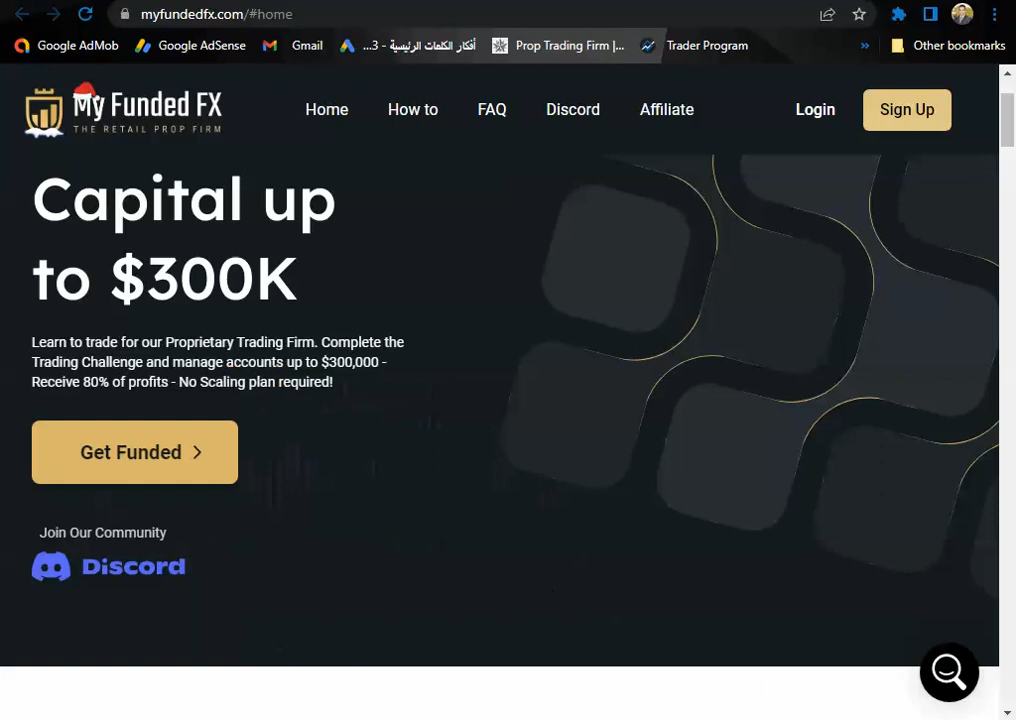 myfundedfx.com/#home
Google AdMob
Google AdSense
Gmail
أفكار الكلمات الرئيسية - 3...
Prop Trading Firm |...
Trader Program
»
Other bookmarks
My Funded FX
THE RETAIL PROP FIRM
Home
How to
FAQ
Discord
Affiliate
Login
Sign Up
Capital up
to $300K
Learn to trade for our Proprietary Trading Firm. Complete the
Trading Challenge and manage accounts up to $300,000 -
Receive 80% of profits - No Scaling plan required!
Get Funded >
Join Our Community
Discord